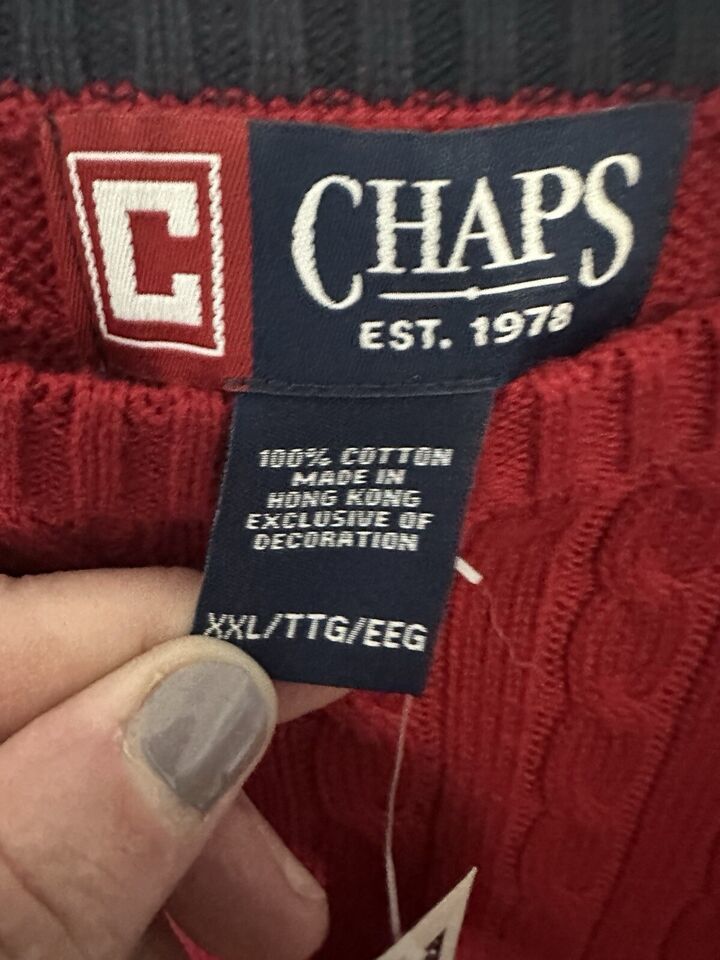 C
CHAPS
EST. 1978
100% COTTON
MADE IN
HONG KONG
EXCLUSIVE OF
DECORATION
XXL/TTG/EEG